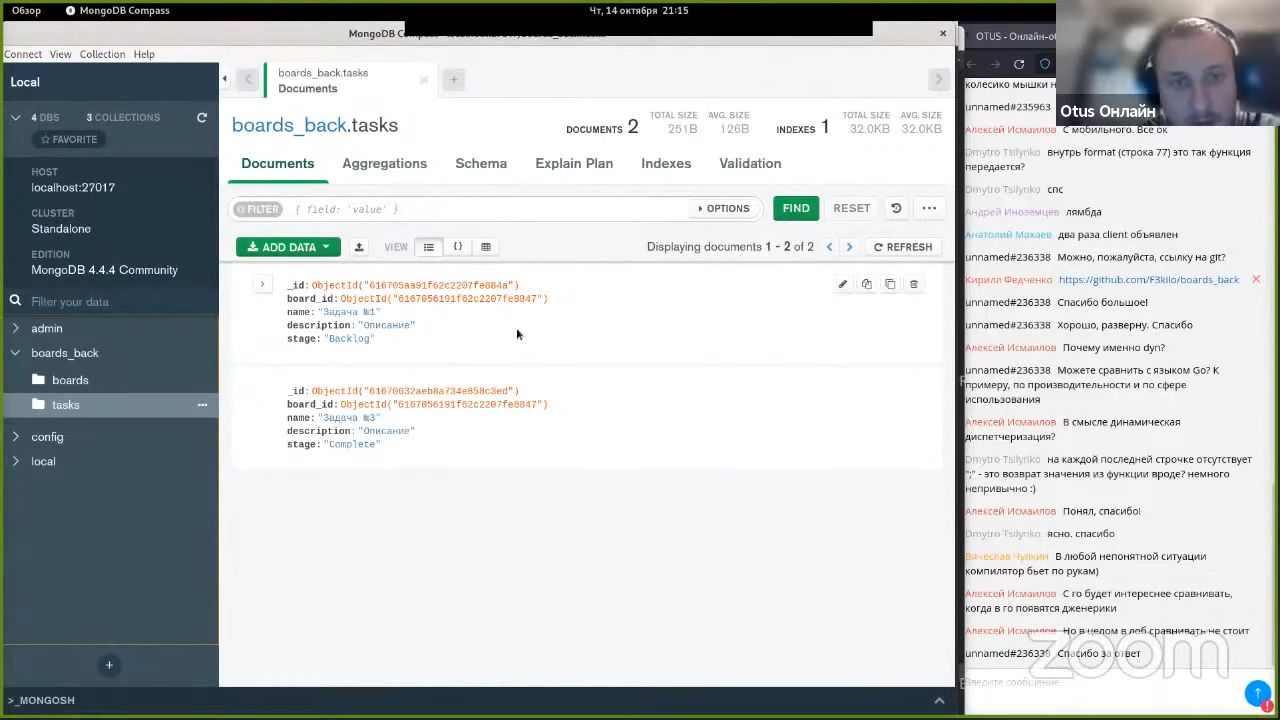 Обзор
MongoDB Compass
Чт, 14 октября 21:15
MongoDB Com
Connect View Collection Help
Local
4 DBS 3 COLLECTIONS
FAVORITE
HOST
localhost:27017
CLUSTER
Standalone
EDITION
MongoDB 4.4.4 Community
Filter your data
admin
boards_back
boards
tasks
config
local
>_MONGOSH
boards_back.tasks
Documents
boards_back.tasks
DOCUMENTS 2
TOTAL SIZE
251B
AVG. SIZE
126B
INDEXES 1
TOTAL SIZE
32.0KB
AVG. SIZE
32.0KB
Documents Aggregations Schema Explain Plan Indexes Validation
FILTER { field: 'value' }
OPTIONS FIND RESET
ADD DATA VIEW Displaying documents 1 - 2 of 2 REFRESH
_id:ObjectId("616705aa91f62c2207fe884a")
board_id:ObjectId("6167056191f62c2207fe8847")
name:"Задача №1"
description:"Описание"
stage:"Backlog"
_id:ObjectId("61670632aeb8a734e858c3ed")
board_id:ObjectId("6167056191f62c2207fe8847")
name:"Задача №3"
description:"Описание"
stage:"Complete"
OTUS - Онлайн-об
Otus Онлайн
колесико мышки н
unnamed#235963
Алексей Исмаилов С мобильного. Все ок
Dmytro Tsilynko внутрь format (строка 77) это так функция
передается?
Dmytro Tsilynko спс
Андрей Иноземцев лямбда
Анатолий Махаев два раза client объявлен
unnamed#236338 Можно, пожалуйста, ссылку на git?
Кирилл Федченко https://github.com/F3kilo/boards_back
unnamed#236338 Спасибо большое!
unnamed#236338 Хорошо, разверну. Спасибо
Алексей Исмаилов Почему именно dyn?
unnamed#236338 Можете сравнить с языком Go? К
примеру, по производительности и по сфере
использования
Алексей Исмаилов В смысле динамическая
диспетчеризация?
Dmytro Tsilynko на каждой последней строчке отсутствует
";" - это возврат значения из функции вроде? немного
непривычно :)
Алексей Исмаилов Понял, спасибо!
Dmytro Tsilynko ясно. спасибо
Вячеслав Чулкин В любой непонятной ситуации
компилятор бьет по рукам)
Алексей Исмаилов С го будет интереснее сравнивать,
когда в го появятся дженерики
Алексей Исмаилов Но в целом в лоб сравнивать не стоит
unnamed#236338 Спасибо за ответ
Введите сообщение
zoom